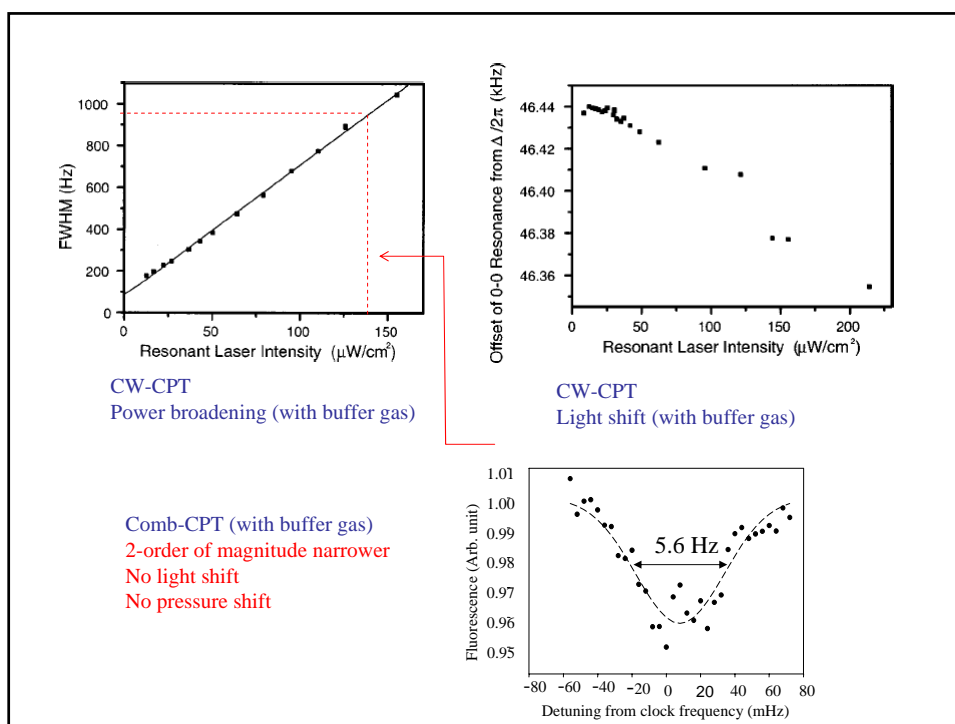 1000
800
600
400
200
0
FWHM (Hz)
0 50 100 150
Resonant Laser Intensity (μW/cm²)
CW-CPT
Power broadening (with buffer gas)
46.44
46.42
46.40
46.38
46.36
Offset of 0-0 Resonance from Δ/2π (kHz)
0 50 100 150 200
Resonant Laser Intensity (μW/cm²)
CW-CPT
Light shift (with buffer gas)
Comb-CPT (with buffer gas)
2-order of magnitude narrower
No light shift
No pressure shift
1.01
1.00
0.99
0.98
0.97
0.96
0.95
Fluorescence (Arb. unit)
5.6 Hz
-80 -60 -40 -20 0 20 40 60 80
Detuning from clock frequency (mHz)